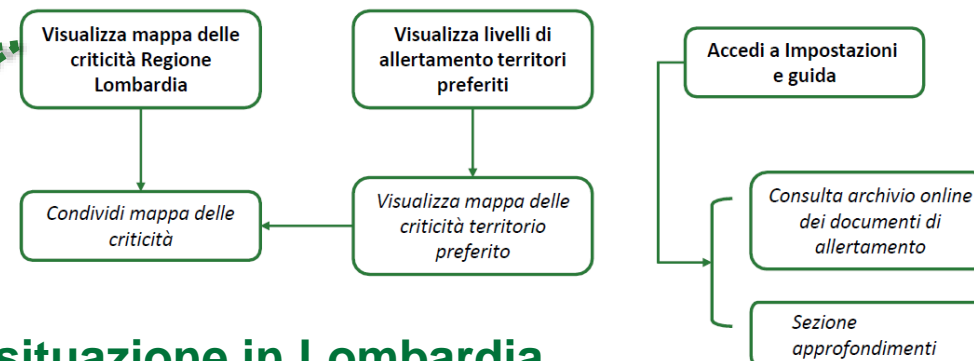 Visualizza mappa delle
criticità Regione
Lombardia
Visualizza livelli di
allertamento territori
preferiti
Accedi a Impostazioni
e guida
Condividi mappa delle
criticità
Visualizza mappa delle
criticità territorio
preferito
Consulta archivio online
dei documenti di
allertamento
Sezione
approfondimenti
situazione in Lombardia